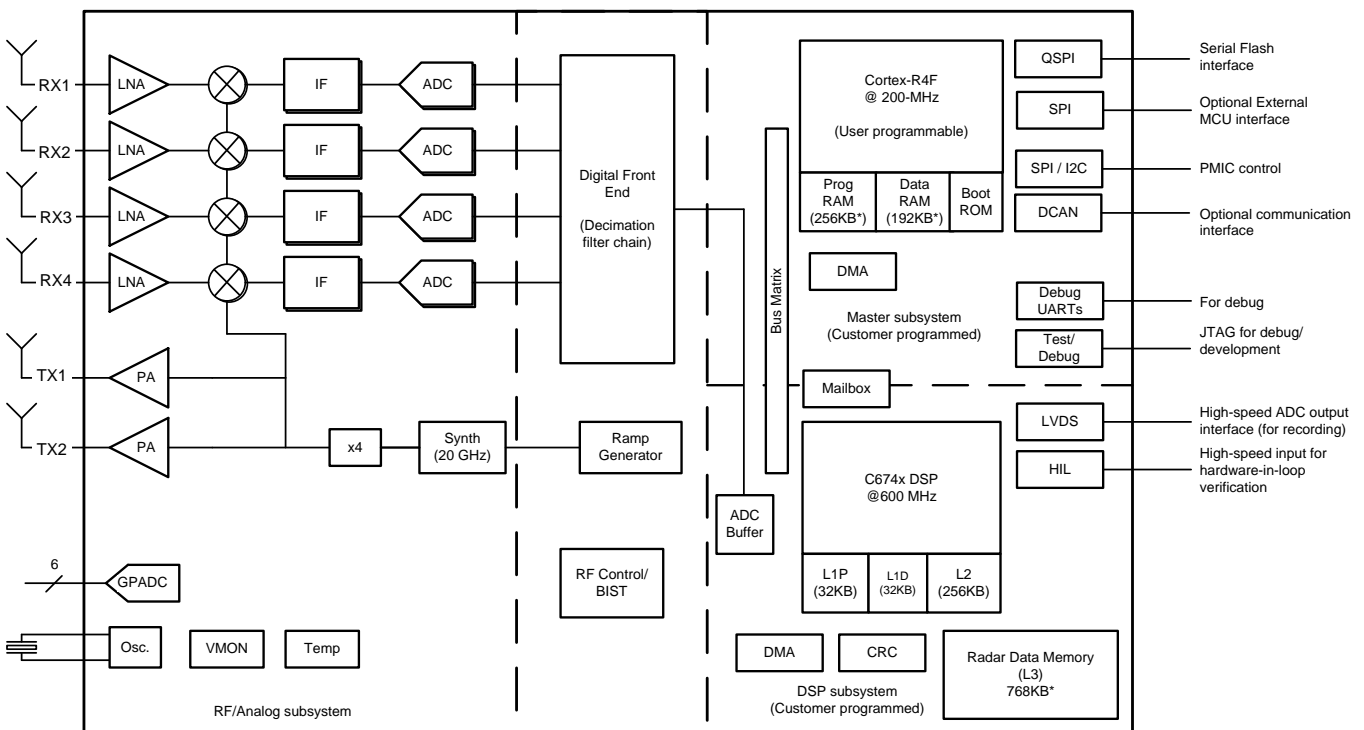 RX1
LNA
IF
ADC
RX2
LNA
IF
ADC
RX3
LNA
IF
ADC
RX4
LNA
IF
ADC
TX1
PA
TX2
PA
x4
Synth
(20 GHz)
Ramp
Generator
6
GPADC
Osc.
VMON
Temp
RF/Analog subsystem
Digital Front
End
(Decimation
filter chain)
RF Control/
BIST
ADC
Buffer
Bus Matrix
Cortex-R4F
@ 200-MHz
(User programmable)
Prog
RAM
(256KB*)
Data
RAM
(192KB*)
Boot
ROM
DMA
Master subsystem
(Customer programmed)
Mailbox
QSPI
Serial Flash
interface
SPI
Optional External
MCU interface
SPI / I2C
PMIC control
DCAN
Optional communication
interface
Debug
UARTs
For debug
Test/
Debug
JTAG for debug/
development
LVDS
High-speed ADC output
interface (for recording)
HIL
High-speed input for
hardware-in-loop
verification
C674x DSP
@600 MHz
L1P
(32KB)
L1D
(32KB)
L2
(256KB)
DMA
CRC
Radar Data Memory
(L3)
768KB*
DSP subsystem
(Customer programmed)